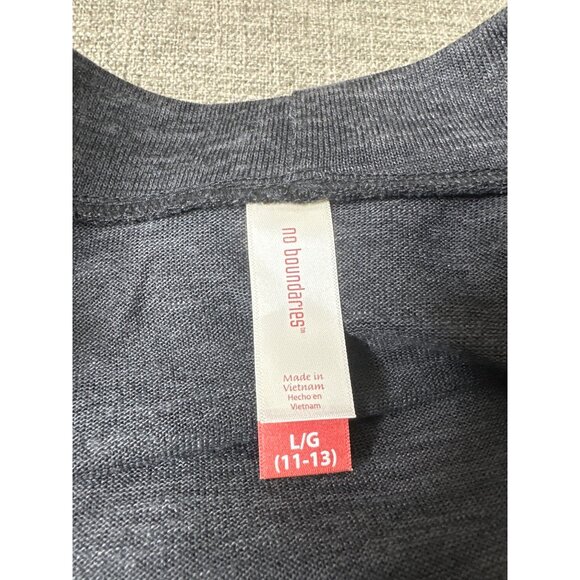 no boundaries™
Made in
Vietnam
Hecho en
Vietnam
L/G
(11-13)